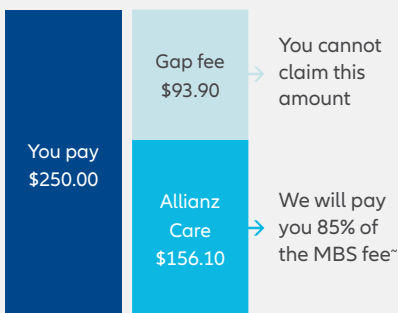 You pay
$250.00
Gap fee
$93.90
You cannot
claim this
amount
Allianz
Care
$156.10
We will pay
you 85% of
the MBS fee~